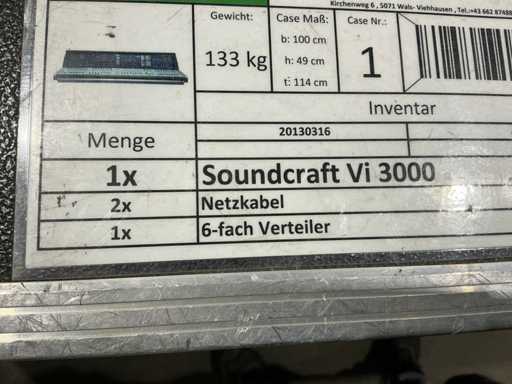 Kirchenweg 6 , 5071 Wals- Viehhausen , Tel.:+43 662 87488
Gewicht:
133 kg
Case Maß:
b: 100 cm
h: 49 cm
t: 114 cm
Case Nr.:
1
Inventar
Menge
20130316
1x Soundcraft Vi 3000
2x Netzkabel
1x 6-fach Verteiler